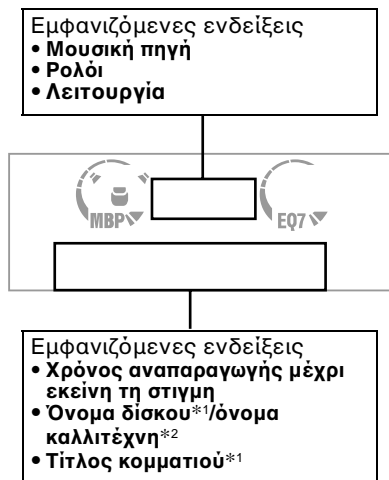 Εμφανιζόμενες ενδείξεις
• Μουσική πηγή
• Ρολόι
• Λειτουργία
MBP EQ7
Εμφανιζόμενες ενδείξεις
• Χρόνος αναπαραγωγής μέχρι
εκείνη τη στιγμή
• Όνομα δίσκου*1/όνομα
καλλιτέχνη*2
• Τίτλος κομματιού*1